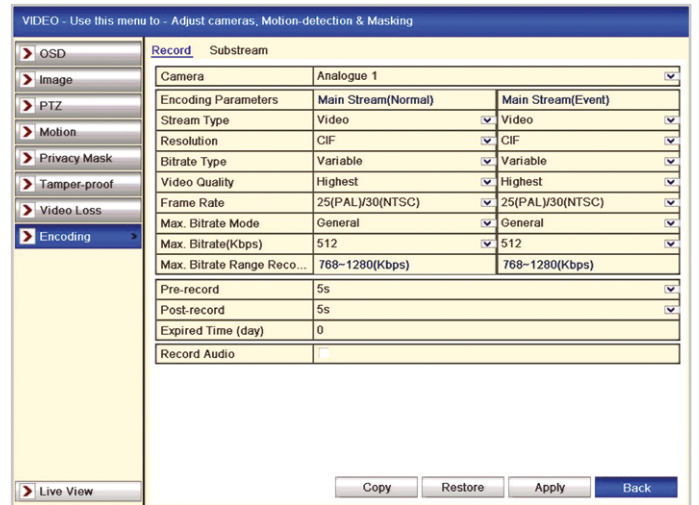 VIDEO - Use this menu to - Adjust cameras, Motion-detection & Masking
OSD
Image
PTZ
Motion
Privacy Mask
Tamper-proof
Video Loss
Encoding
Live View
Record Substream
Camera Analogue 1
Encoding Parameters Main Stream(Normal) Main Stream(Event)
Stream Type Video Video
Resolution CIF CIF
Bitrate Type Variable Variable
Video Quality Highest Highest
Frame Rate 25(PAL)/30(NTSC) 25(PAL)/30(NTSC)
Max. Bitrate Mode General General
Max. Bitrate(Kbps) 512 512
Max. Bitrate Range Reco... 768~1280(Kbps) 768~1280(Kbps)
Pre-record 5s
Post-record 5s
Expired Time (day) 0
Record Audio
Copy Restore Apply Back